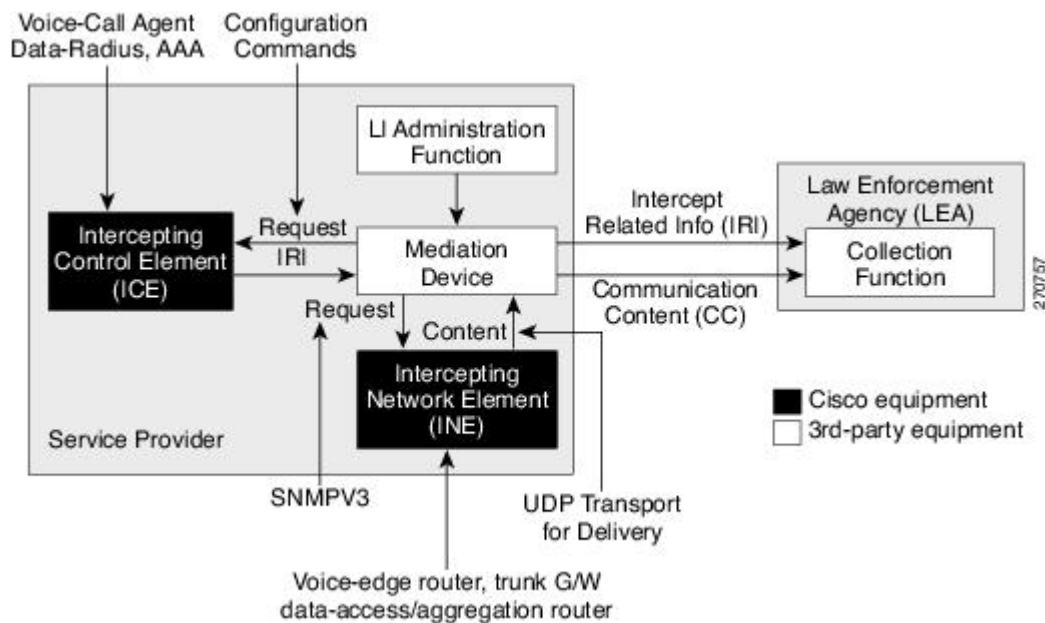 Voice-Call Agent
Data-Radius, AAA
Configuration
Commands
LI Administration
Function
Law Enforcement
Agency (LEA)
Intercept
Related Info (IRI)
Request
IRI
Intercepting
Control Element
(ICE)
Mediation
Device
Collection
Function
Communication
Content (CC)
Request
Content
Intercepting
Network Element
(INE)
Service Provider
Cisco equipment
3rd-party equipment
SNMPV3
UDP Transport
for Delivery
Voice-edge router, trunk G/W
data-access/aggregation router
270757